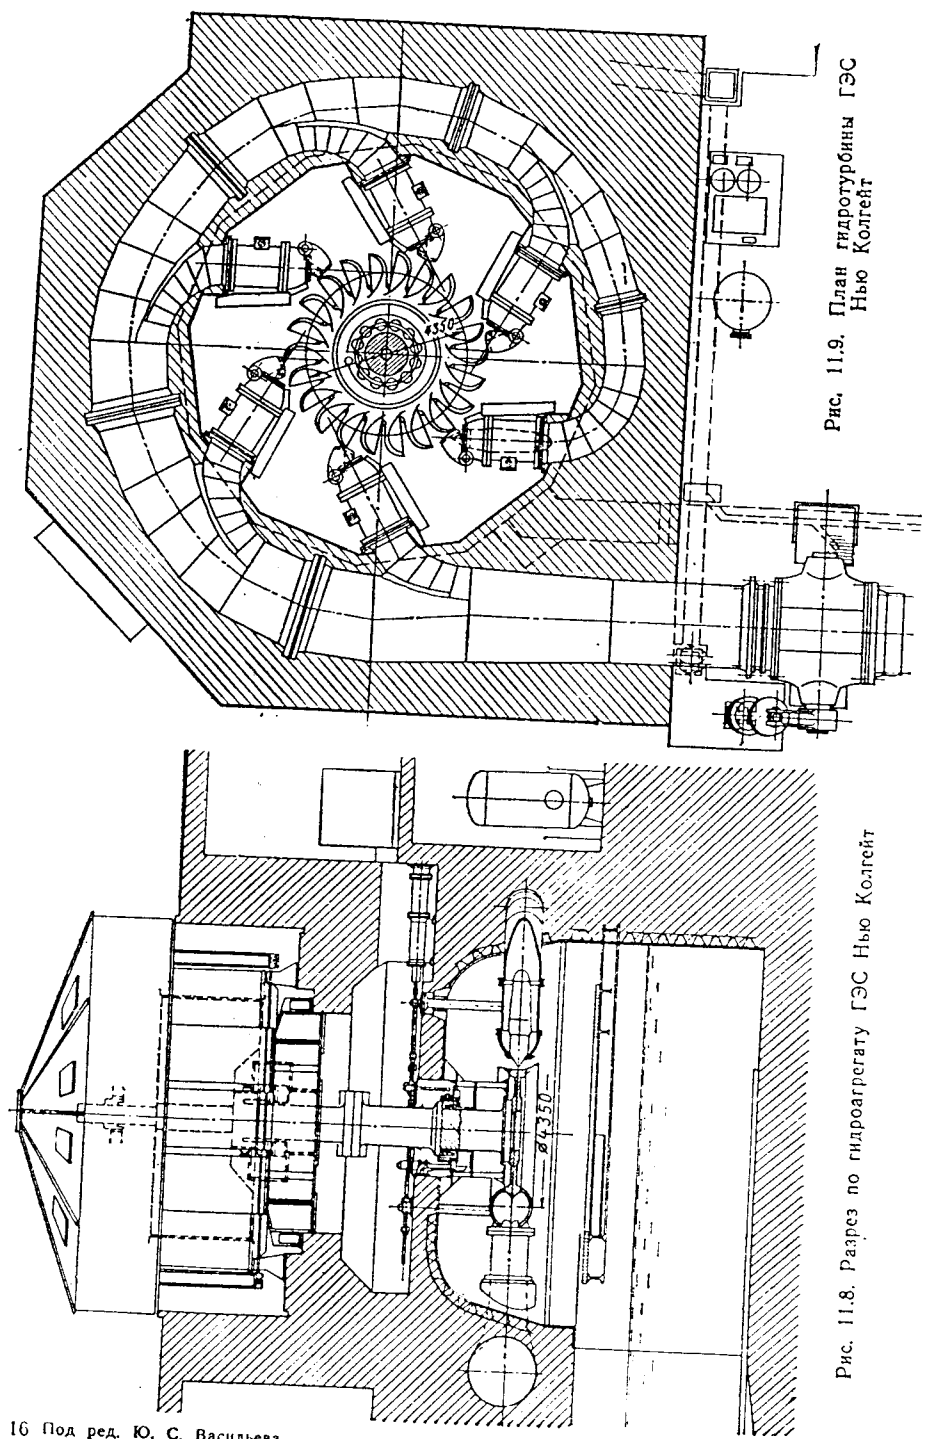 4350
Рис. 11.9. План гидротурбины ГЭС
Нью Колгейт
ø4350
Рис. 11.8. Разрез по гидроагрегату ГЭС Нью Колгейт
16 Под ред. Ю. С. Васильева